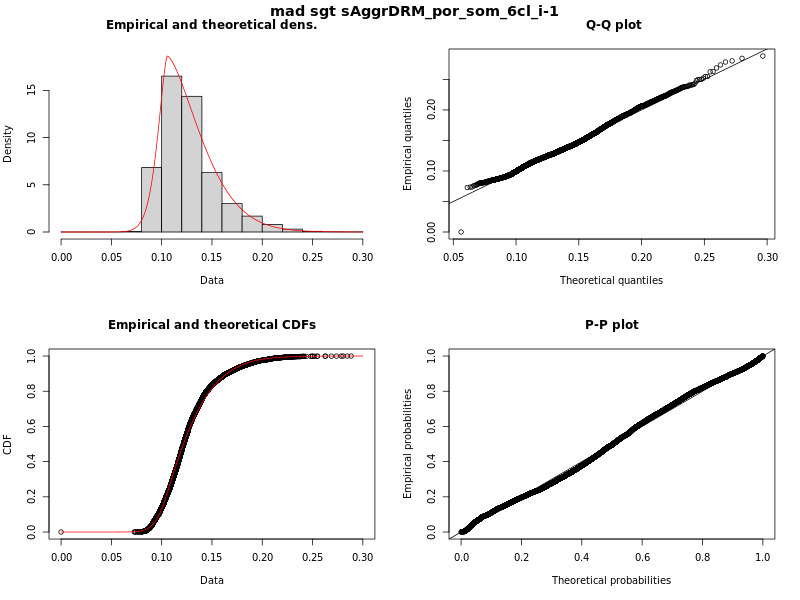 mad sgt sAggrDRM_por_som_6cl_i-1
Empirical and theoretical dens.
Density
0 5 10 15
0.00 0.05 0.10 0.15 0.20 0.25 0.30
Data
Q-Q plot
Empirical quantiles
0.00 0.10 0.20
0.05 0.10 0.15 0.20 0.25 0.30
Theoretical quantiles
Empirical and theoretical CDFs
CDF
0.0 0.2 0.4 0.6 0.8 1.0
0.00 0.05 0.10 0.15 0.20 0.25 0.30
Data
P-P plot
Empirical probabilities
0.0 0.2 0.4 0.6 0.8 1.0
0.0 0.2 0.4 0.6 0.8 1.0
Theoretical probabilities